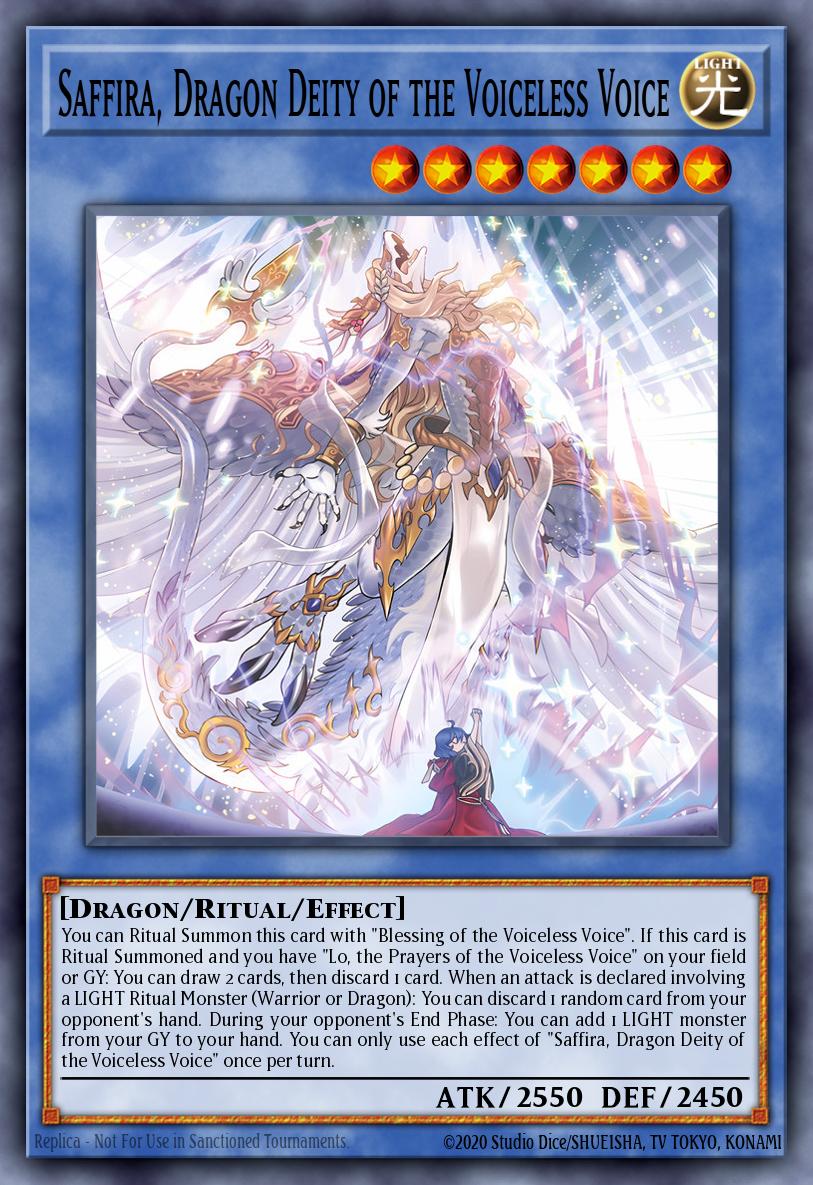 Saffira, Dragon Deity of the Voiceless Voice
LIGHT
光
[Dragon/Ritual/Effect]
You can Ritual Summon this card with "Blessing of the Voiceless Voice". If this card is
Ritual Summoned and you have "Lo, the Prayers of the Voiceless Voice" on your field
or GY: You can draw 2 cards, then discard 1 card. When an attack is declared involving
a LIGHT Ritual Monster (Warrior or Dragon): You can discard 1 random card from your
opponent's hand. During your opponent's End Phase: You can add 1 LIGHT monster
from your GY to your hand. You can only use each effect of "Saffira, Dragon Deity of
the Voiceless Voice" once per turn.
ATK/2550 DEF/2450
Replica - Not For Use in Sanctioned Tournaments.
©2020 Studio Dice/SHUEISHA, TV TOKYO, KONAMI